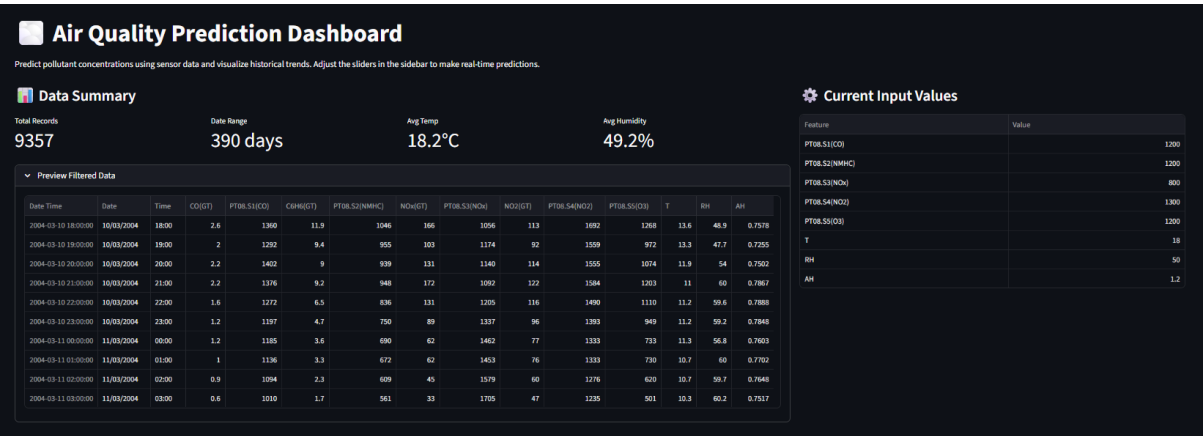 Air Quality Prediction Dashboard
Predict pollutant concentrations using sensor data and visualize historical trends. Adjust the sliders in the sidebar to make real-time predictions.
Data Summary
Total Records Date Range Avg Temp Avg Humidity
9357 390 days 18.2°C 49.2%
Preview Filtered Data
Date Time Date Time CO(GT) PT08.S1(CO) C6H6(GT) PT08.S2(NMHC) NOx(GT) PT08.S3(NOx) NO2(GT) PT08.S4(NO2) PT08.S5(O3) T RH AH
2004-03-10 18:00:00 10/03/2004 18:00 2.6 1360 11.9 1046 166 1056 113 1692 1268 13.6 48.9 0.7578
2004-03-10 19:00:00 10/03/2004 19:00 2 1292 9.4 955 103 1174 92 1559 972 13.3 47.7 0.7255
2004-03-10 20:00:00 10/03/2004 20:00 2.2 1402 9 939 131 1140 114 1555 1074 11.9 54 0.7502
2004-03-10 21:00:00 10/03/2004 21:00 2.2 1376 9.2 948 172 1092 122 1584 1203 11 60 0.7867
2004-03-10 22:00:00 10/03/2004 22:00 1.6 1272 6.5 836 131 1205 116 1490 1110 11.2 59.6 0.7888
2004-03-10 23:00:00 10/03/2004 23:00 1.2 1197 4.7 750 89 1337 96 1393 949 11.2 59.2 0.7848
2004-03-11 00:00:00 11/03/2004 00:00 1.2 1185 3.6 690 62 1462 77 1333 733 11.3 56.8 0.7603
2004-03-11 01:00:00 11/03/2004 01:00 1 1136 3.3 672 62 1453 76 1333 730 10.7 60 0.7702
2004-03-11 02:00:00 11/03/2004 02:00 0.9 1094 2.3 609 45 1579 60 1276 620 10.7 59.7 0.7648
2004-03-11 03:00:00 11/03/2004 03:00 0.6 1010 1.7 561 33 1705 47 1235 501 10.3 60.2 0.7517
Current Input Values
Feature Value
PT08.S1(CO) 1200
PT08.S2(NMHC) 1200
PT08.S3(NOx) 800
PT08.S4(NO2) 1300
PT08.S5(O3) 1200
T 18
RH 50
AH 1.2